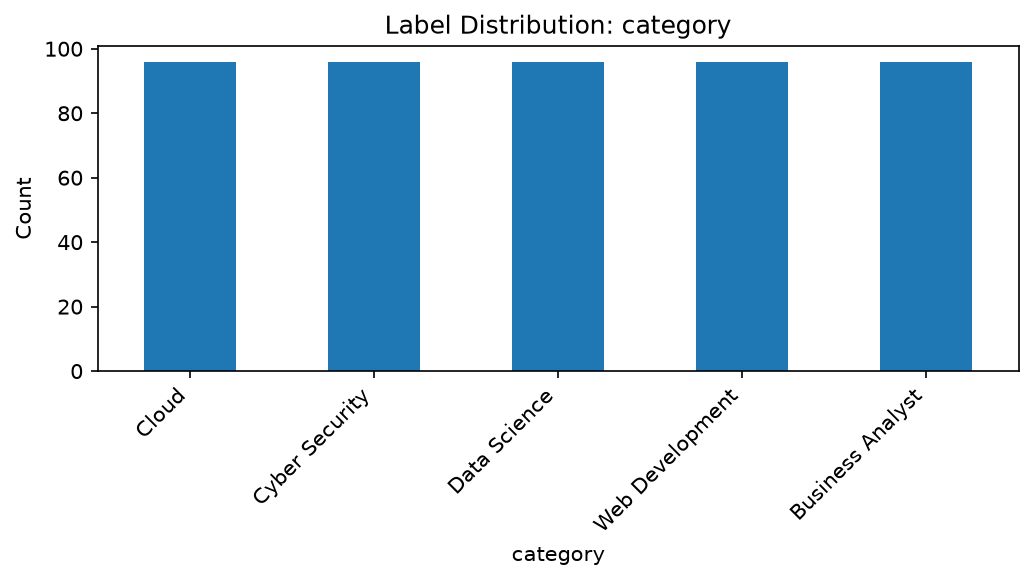 Label Distribution: category
100
80
60
40
20
0
Count
Cloud
Cyber Security
Data Science
Web Development
Business Analyst
category